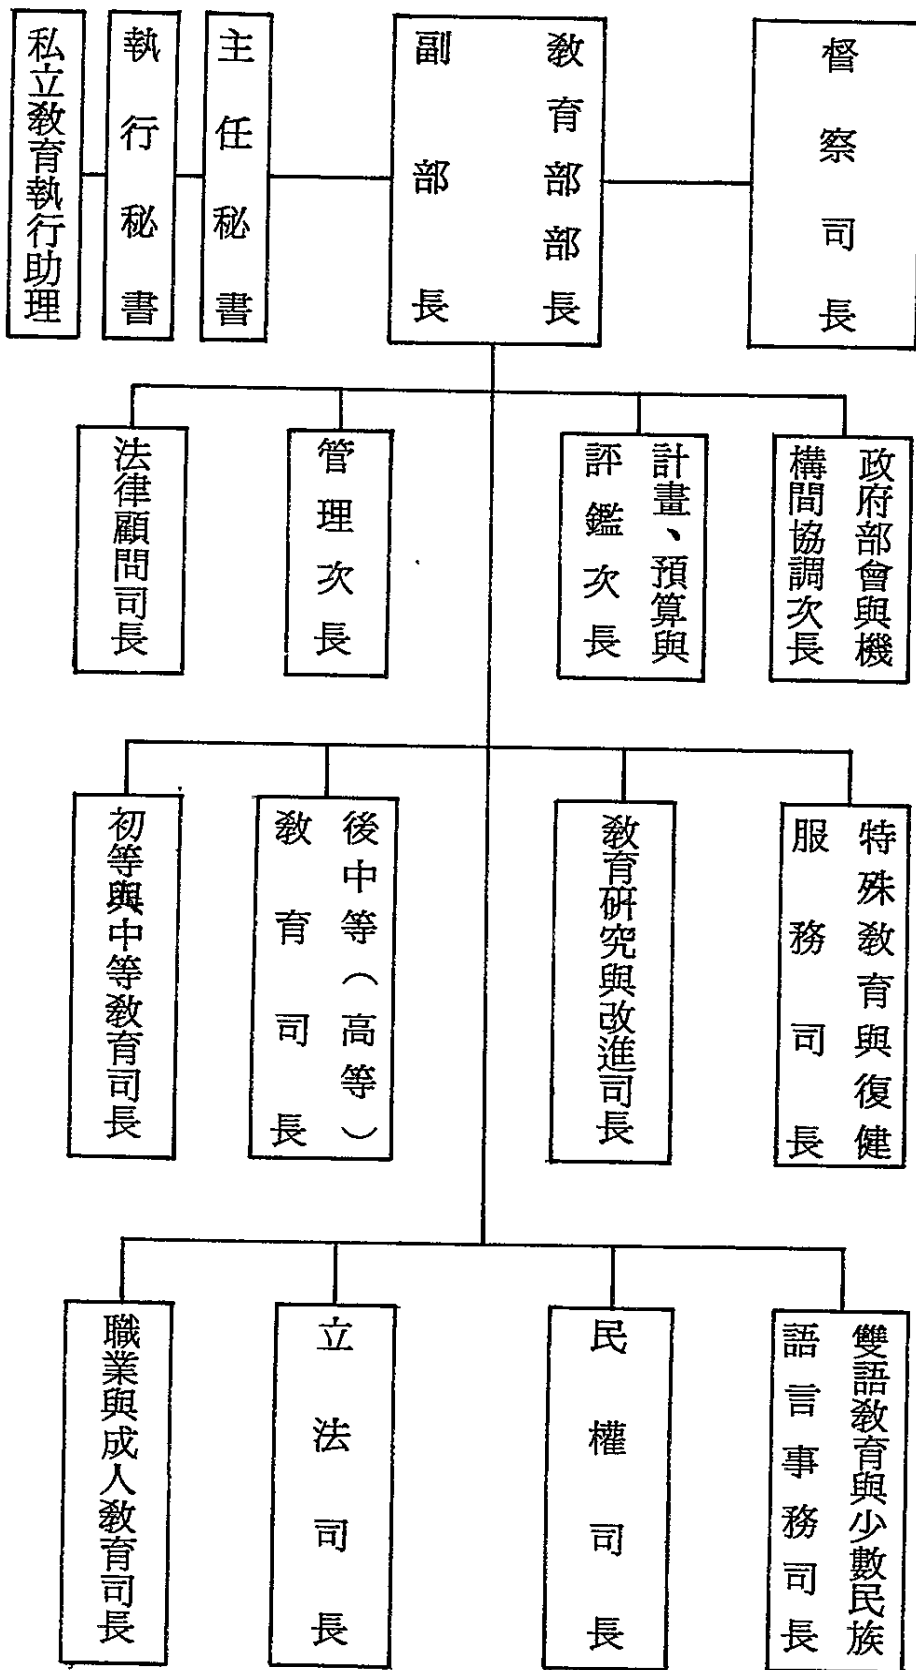 督察司長
教育部部長
副部長
主任秘書
執行秘書
私立教育執行助理
政府部會與機
構間協調次長
計畫、預算與
評鑑次長
管理次長
法律顧問司長
特殊教育與復健
服務司長
教育研究與改進司長
後中等（高等）
教育司長
初等與中等教育司長
雙語教育與少數民族
語言事務司長
民權司長
立法司長
職業與成人教育司長